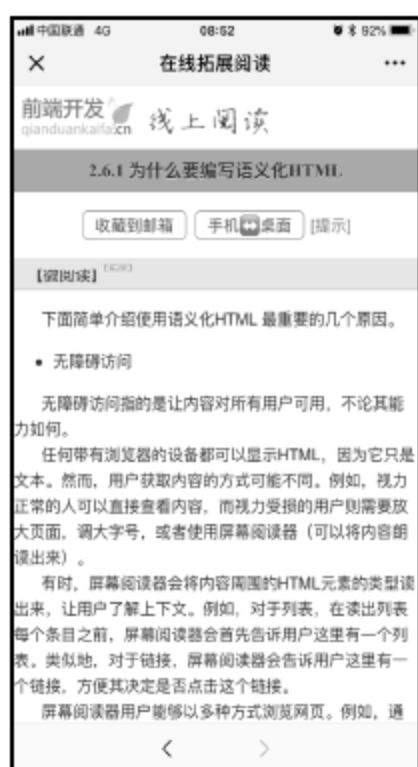 中国联通 4G 08:52 92%
在线拓展阅读
前端开发
qianduankaifa.cn
线上阅读
2.6.1 为什么要编写语义化HTML
收藏到邮箱 手机 桌面 [提示]
【微阅读】
下面简单介绍使用语义化HTML 最重要的几个原因。
• 无障碍访问
无障碍访问指的是让内容对所有用户可用，不论其能
力如何。
任何带有浏览器的设备都可以显示HTML，因为它只是
文本。然而，用户获取内容的方式可能不同。例如，视力
正常的人可以直接查看内容，而视力受损的用户则需要放
大页面，调大字号，或者使用屏幕阅读器（可以将内容朗
读出来）。
有时，屏幕阅读器会将内容周围的HTML元素的类型读
出来，让用户了解上下文。例如，对于列表，在读出列表
每个条目之前，屏幕阅读器会首先告诉用户这里有一个列
表。类似地，对于链接，屏幕阅读器会告诉用户这里有一
个链接，方便其决定是否点击这个链接。
屏幕阅读器用户能够以多种方式浏览网页。例如，通